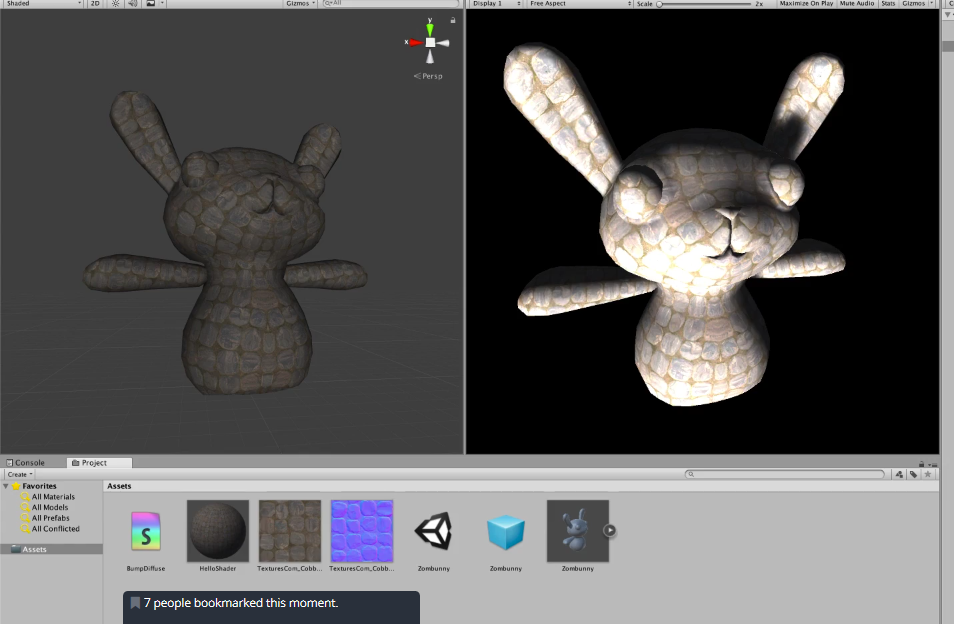 Shaded 2D Gizmos All
Display 1 Free Aspect Scale 2x Maximize On Play Mute Audio Stats Gizmos
y
x
Persp
Console Project
Create
Favorites
All Materials
All Models
All Prefabs
All Conflicted
Assets
Assets
S
BumpDiffuse HelloShader TexturesCom_Cobb... TexturesCom_Cobb... Zombunny Zombunny Zombunny
7 people bookmarked this moment.